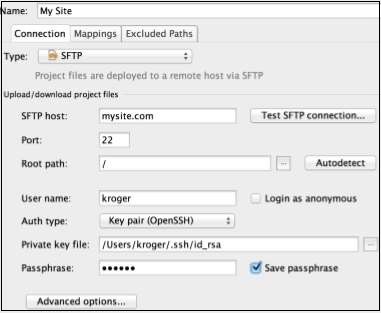 Name: My Site
Connection Mappings Excluded Paths
Type: SFTP
Project files are deployed to a remote host via SFTP
Upload/download project files
SFTP host: mysite.com Test SFTP connection...
Port: 22
Root path: / ... Autodetect
User name: kroger Login as anonymous
Auth type: Key pair (OpenSSH)
Private key file: /Users/kroger/.ssh/id_rsa ...
Passphrase: •••••• Save passphrase
Advanced options...